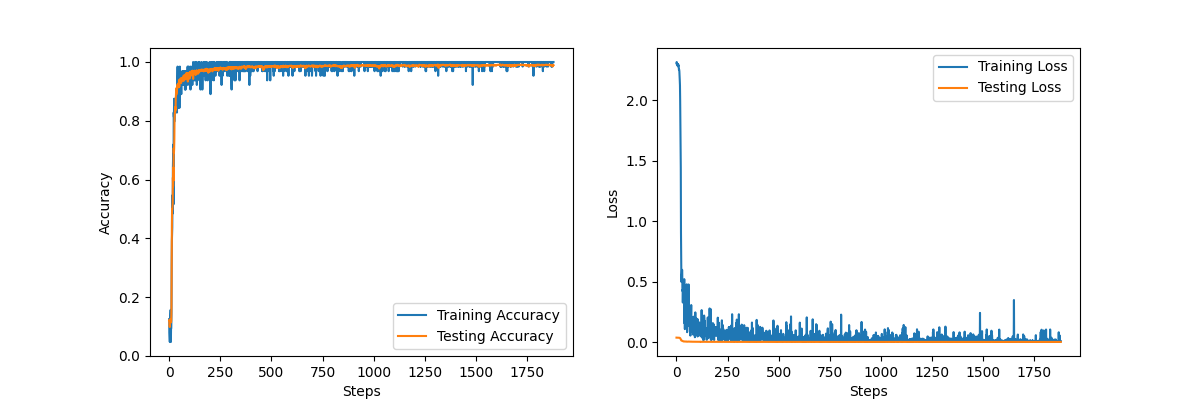 1.0
0.8
0.6
0.4
0.2
0.0
Accuracy
0 250 500 750 1000 1250 1500 1750
Steps
Training Accuracy
Testing Accuracy
2.0
1.5
1.0
0.5
0.0
Loss
0 250 500 750 1000 1250 1500 1750
Steps
Training Loss
Testing Loss